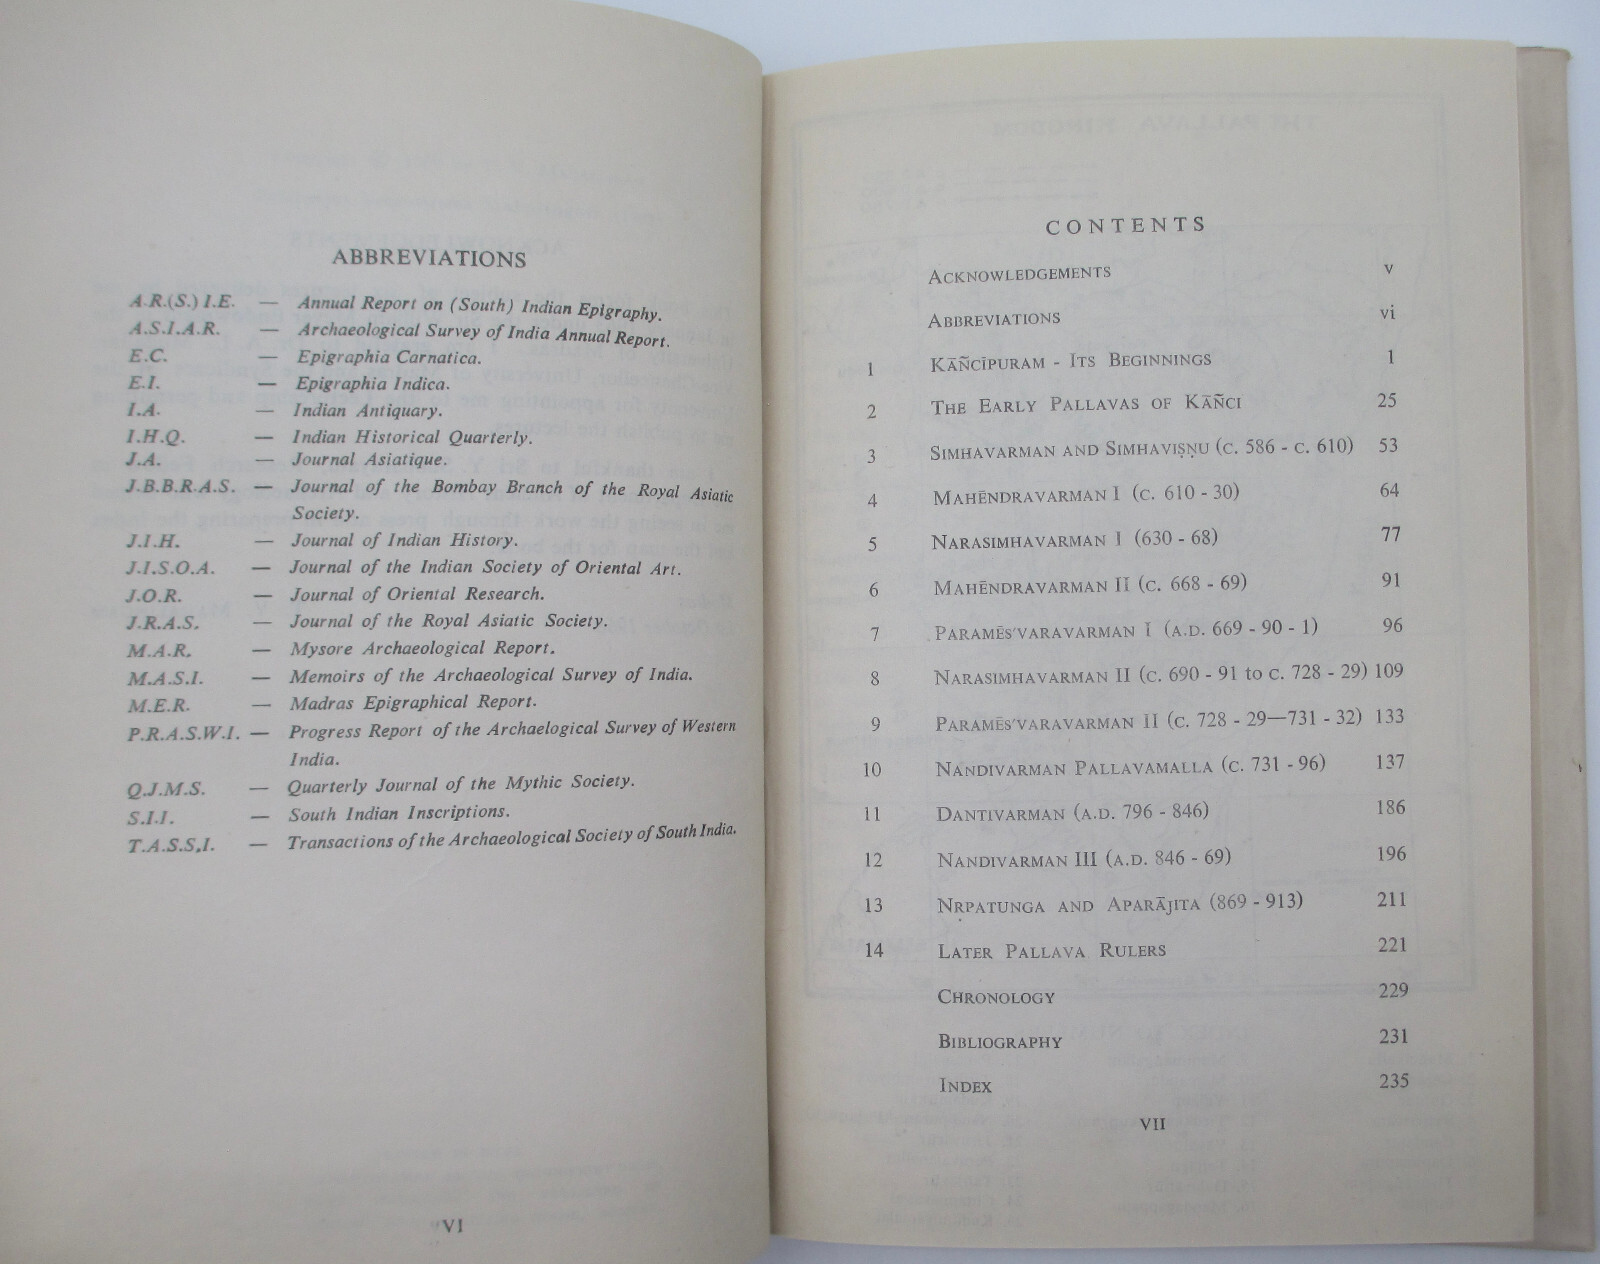 ABBREVIATIONS
A.R.(S.) I.E. — Annual Report on (South) Indian Epigraphy.
A.S.I.A.R. — Archaeological Survey of India Annual Report.
E.C. — Epigraphia Carnatica.
E.I. — Epigraphia Indica.
I.A. — Indian Antiquary.
I.H.Q. — Indian Historical Quarterly.
J.A. — Journal Asiatique.
J.B.B.R.A.S. — Journal of the Bombay Branch of the Royal Asiatic
Society.
J.I.H. — Journal of Indian History.
J.I.S.O.A. — Journal of the Indian Society of Oriental Art.
J.O.R. — Journal of Oriental Research.
J.R.A.S. — Journal of the Royal Asiatic Society.
M.A.R. — Mysore Archaeological Report.
M.A.S.I. — Memoirs of the Archaeological Survey of India.
M.E.R. — Madras Epigraphical Report.
P.R.A.S.W.I. — Progress Report of the Archaelogical Survey of Western
India.
Q.J.M.S. — Quarterly Journal of the Mythic Society.
S.I.I. — South Indian Inscriptions.
T.A.S.S.I. — Transactions of the Archaeological Society of South India.
VI
CONTENTS
ACKNOWLEDGEMENTS v
ABBREVIATIONS vi
1 KĀÑCĪPURAM - ITS BEGINNINGS 1
2 THE EARLY PALLAVAS OF KĀÑCI 25
3 SIMHAVARMAN AND SIMHAVIṢṆU (C. 586 - C. 610) 53
4 MAHĒNDRAVARMAN I (C. 610 - 30) 64
5 NARASIMHAVARMAN I (630 - 68) 77
6 MAHĒNDRAVARMAN II (C. 668 - 69) 91
7 PARAMĒS'VARAVARMAN I (A.D. 669 - 90 - 1) 96
8 NARASIMHAVARMAN II (C. 690 - 91 to C. 728 - 29) 109
9 PARAMĒS'VARAVARMAN II (C. 728 - 29—731 - 32) 133
10 NANDIVARMAN PALLAVAMALLA (C. 731 - 96) 137
11 DANTIVARMAN (A.D. 796 - 846) 186
12 NANDIVARMAN III (A.D. 846 - 69) 196
13 NṚPATUNGA AND APARĀJITA (869 - 913) 211
14 LATER PALLAVA RULERS 221
CHRONOLOGY 229
BIBLIOGRAPHY 231
INDEX 235
VII